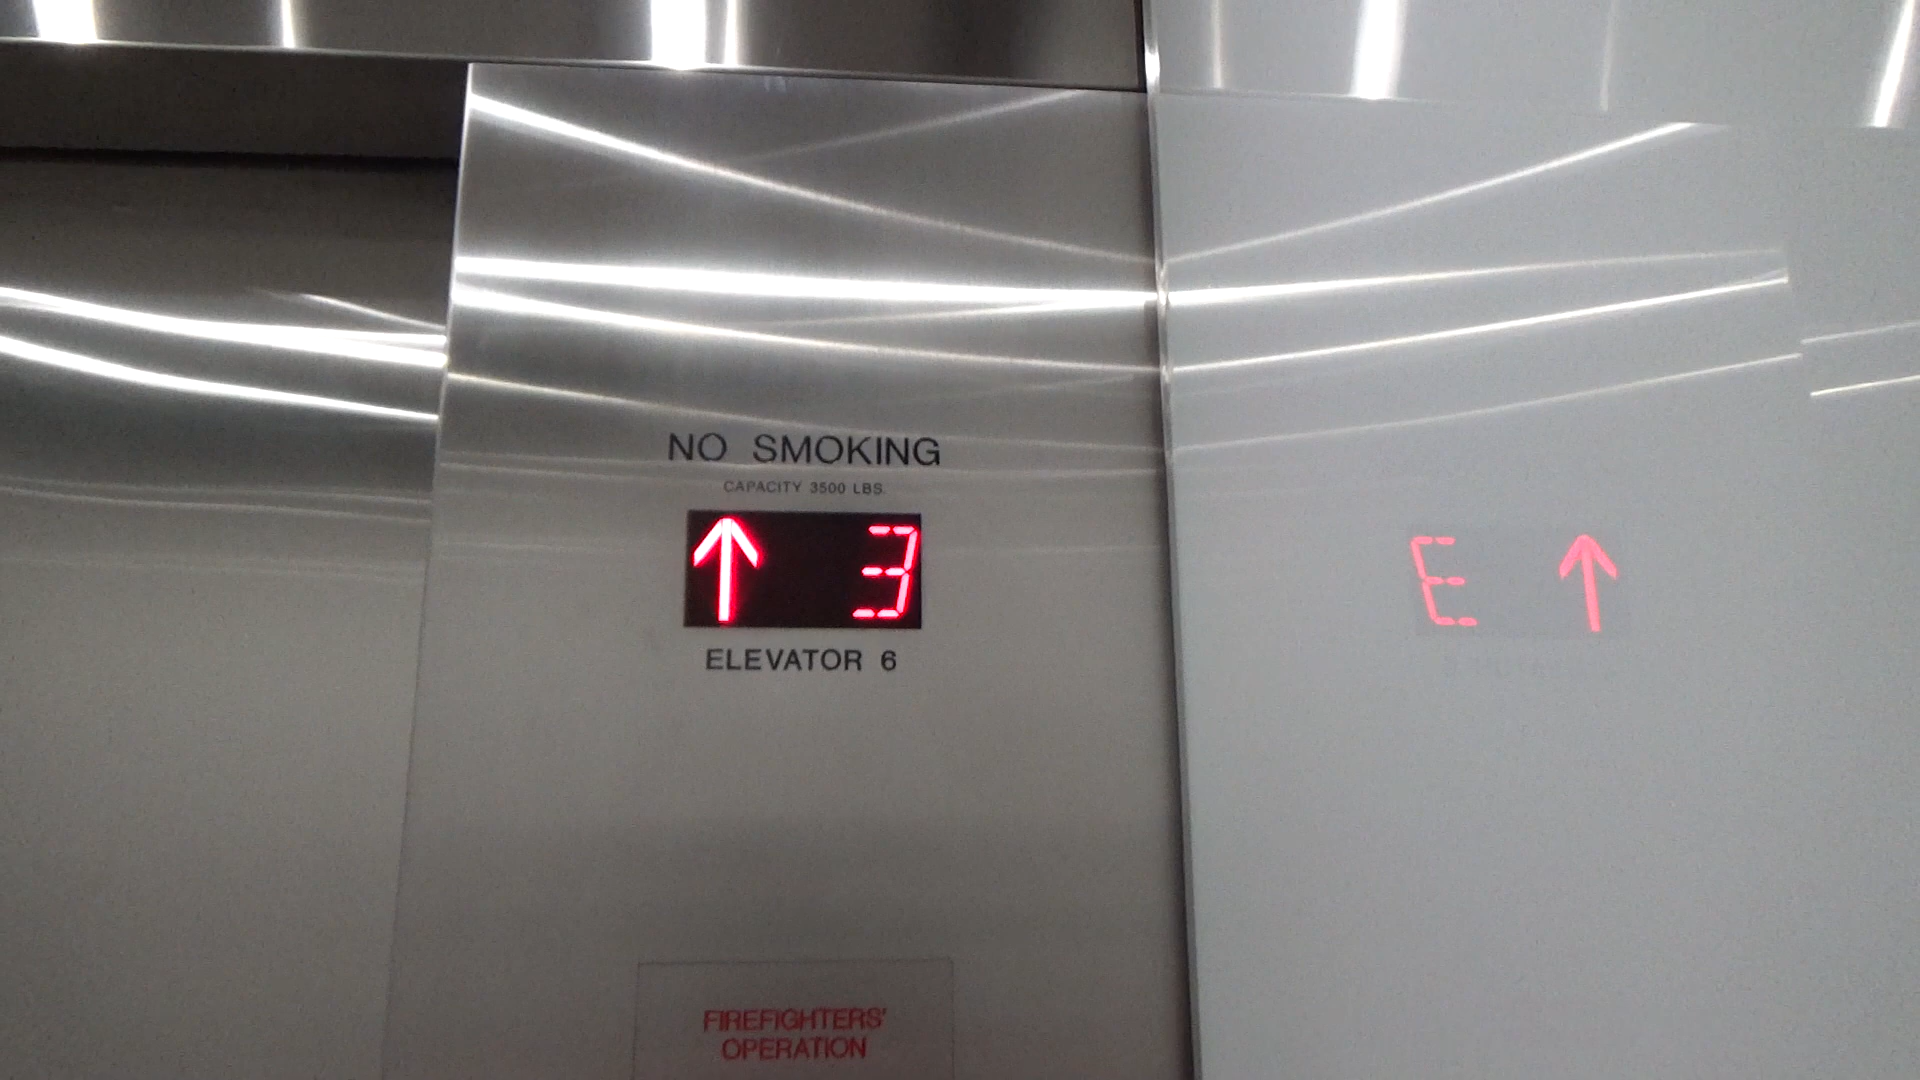 NO SMOKING
CAPACITY 3500 LBS.
↑ 3
ELEVATOR 6
FIREFIGHTERS'
OPERATION